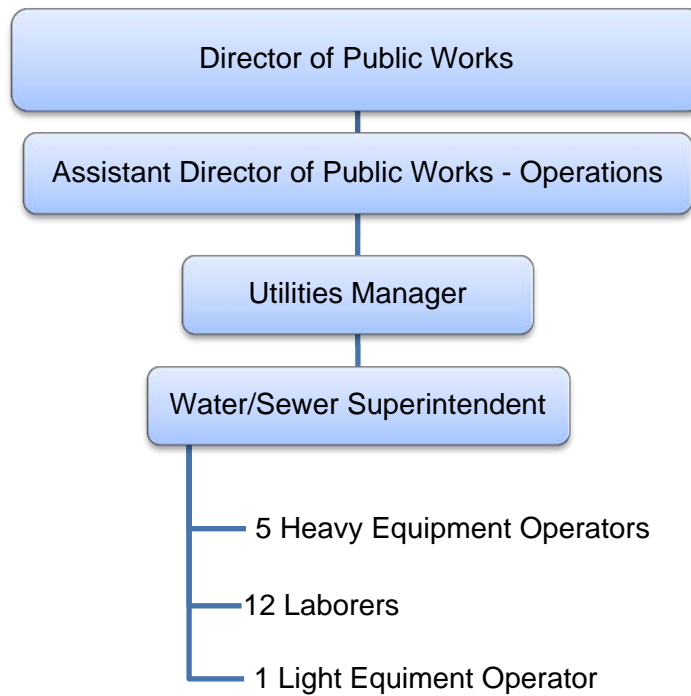 Director of Public Works
Assistant Director of Public Works - Operations
Utilities Manager
Water/Sewer Superintendent
5 Heavy Equipment Operators
12 Laborers
1 Light Equiment Operator